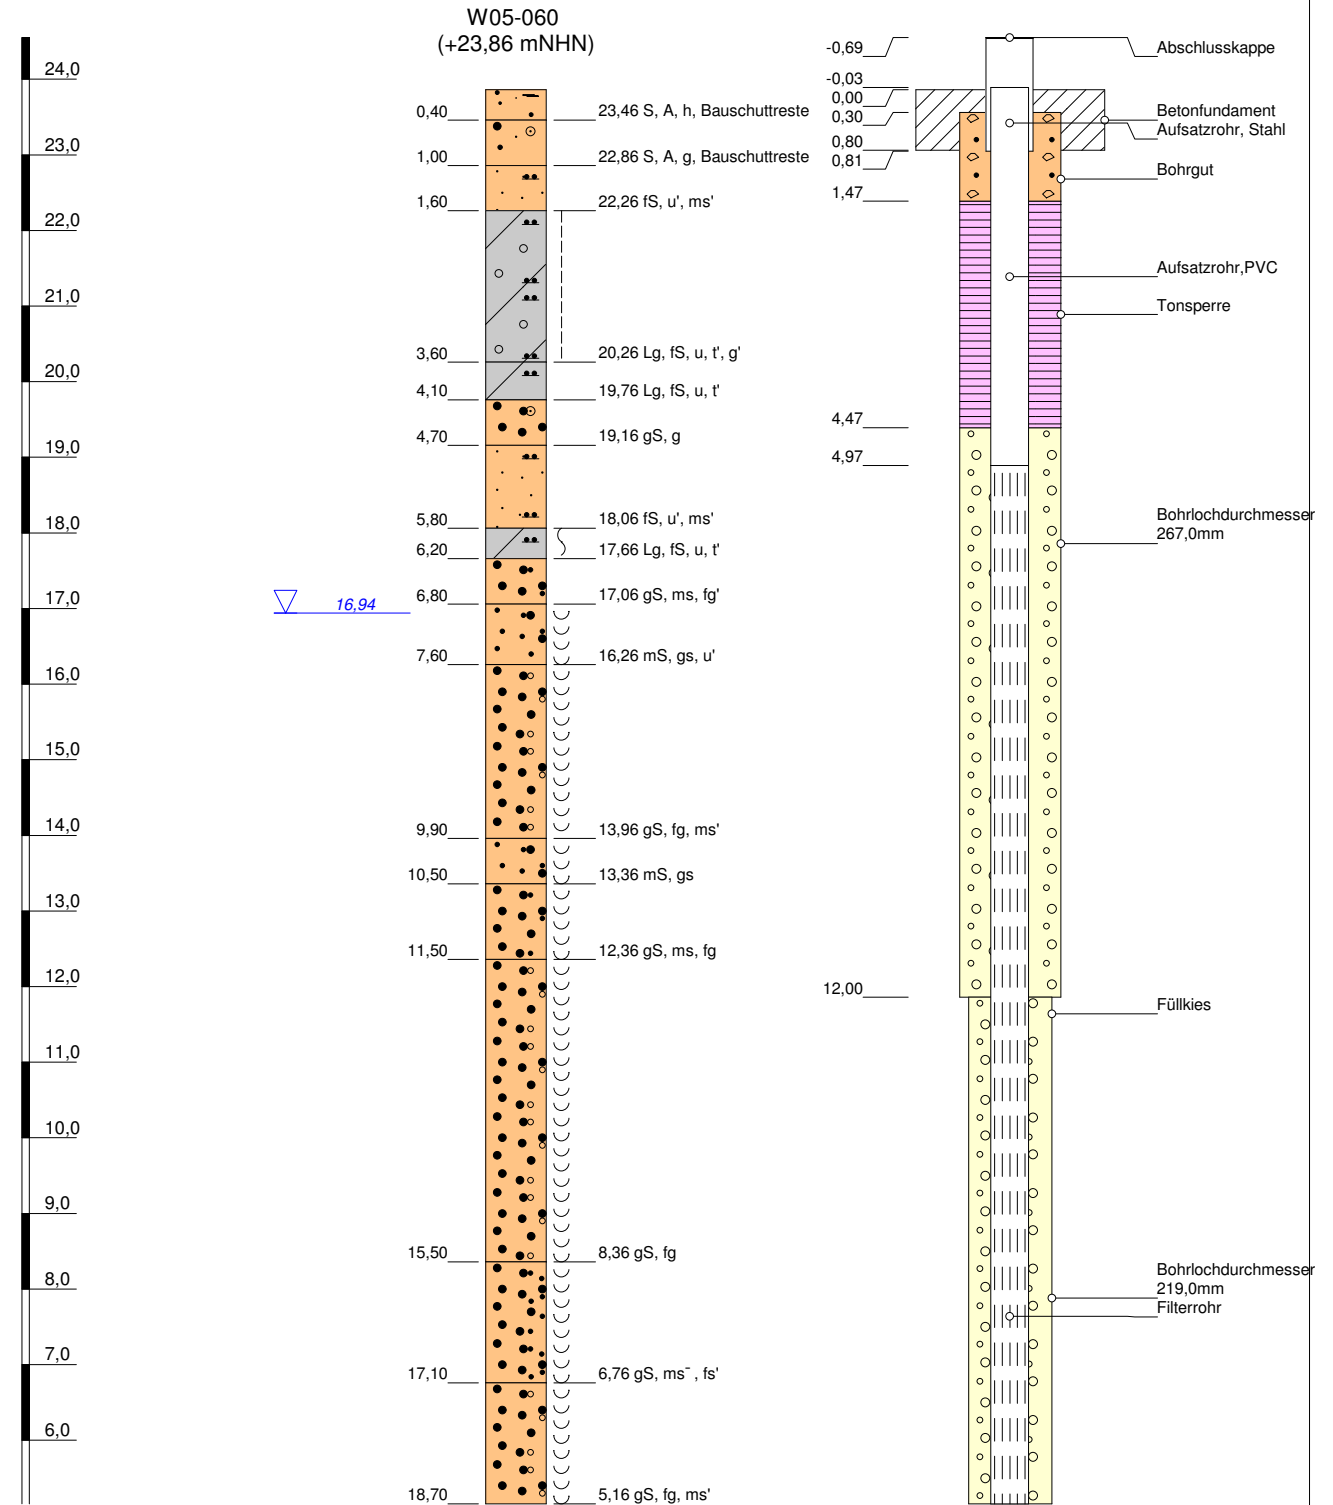 W05-060
(+23,86 mNHN)
24,0
23,0
22,0
21,0
20,0
19,0
18,0
17,0
16,0
15,0
14,0
13,0
12,0
11,0
10,0
9,0
8,0
7,0
6,0
16,94
0,40 23,46 S, A, h, Bauschuttreste
1,00 22,86 S, A, g, Bauschuttreste
1,60 22,26 fS, u', ms'
3,60 20,26 Lg, fS, u, t', g'
4,10 19,76 Lg, fS, u, t'
4,70 19,16 gS, g
5,80 18,06 fS, u', ms'
6,20 17,66 Lg, fS, u, t'
6,80 17,06 gS, ms, fg'
7,60 16,26 mS, gs, u'
9,90 13,96 gS, fg, ms'
10,50 13,36 mS, gs
11,50 12,36 gS, ms, fg
15,50 8,36 gS, fg
17,10 6,76 gS, ms¯, fs'
18,70 5,16 gS, fg, ms'
-0,69
-0,03
0,00
0,30
0,80
0,81
1,47
4,47
4,97
12,00
Abschlusskappe
Betonfundament
Aufsatzrohr, Stahl
Bohrgut
Aufsatzrohr,PVC
Tonsperre
Bohrlochdurchmesser
267,0mm
Füllkies
Bohrlochdurchmesser
219,0mm
Filterrohr